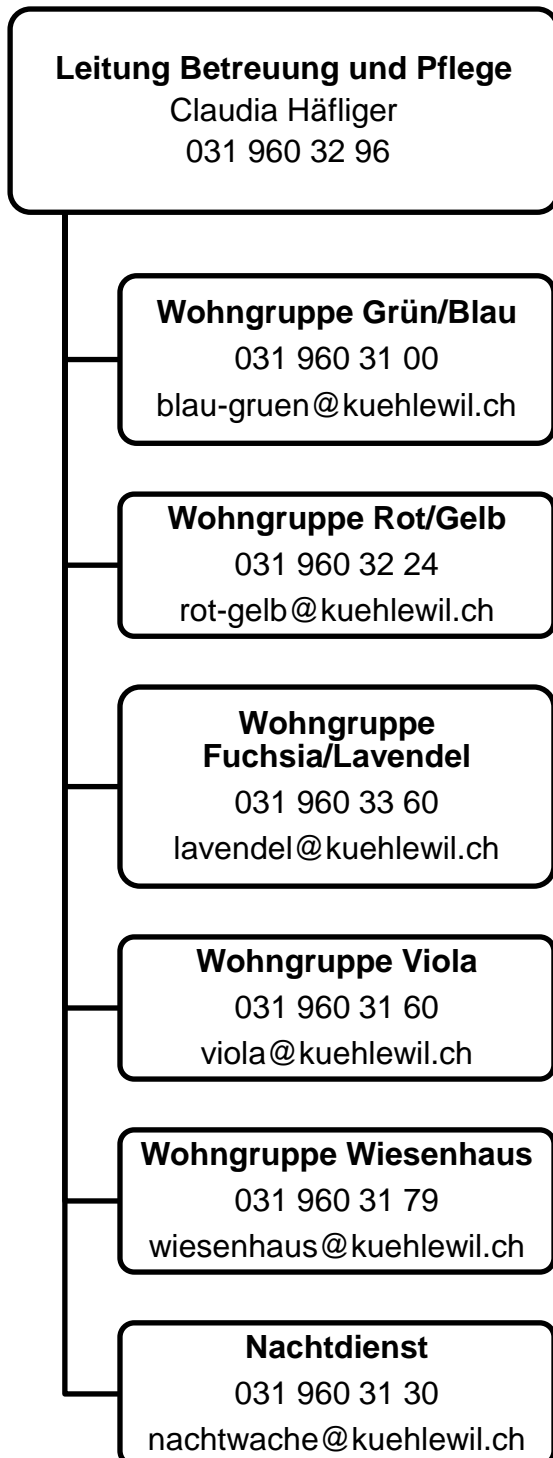 Leitung Betreuung und Pflege
Claudia Häfliger
031 960 32 96
Wohngruppe Grün/Blau
031 960 31 00
blau-gruen@kuehlewil.ch
Wohngruppe Rot/Gelb
031 960 32 24
rot-gelb@kuehlewil.ch
Wohngruppe
Fuchsia/Lavendel
031 960 33 60
lavendel@kuehlewil.ch
Wohngruppe Viola
031 960 31 60
viola@kuehlewil.ch
Wohngruppe Wiesenhaus
031 960 31 79
wiesenhaus@kuehlewil.ch
Nachtdienst
031 960 31 30
nachtwache@kuehlewil.ch